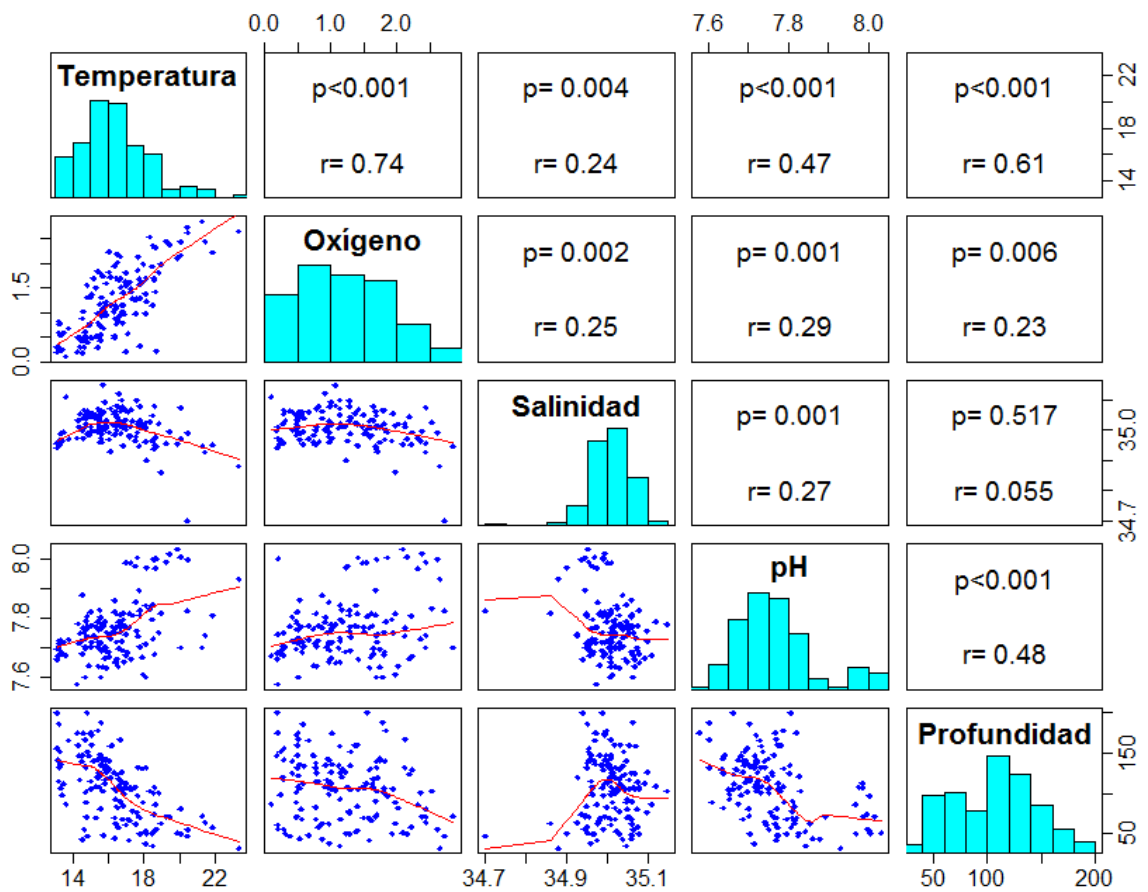 0.0 1.0 2.0 7.6 7.8 8.0
Temperatura
p<0.001
p= 0.004
p<0.001
p<0.001
r= 0.74
r= 0.24
r= 0.47
r= 0.61
14 18 22
Oxígeno
p= 0.002
p= 0.001
p= 0.006
r= 0.25
r= 0.29
r= 0.23
0.0 1.5
Salinidad
p= 0.001
p= 0.517
r= 0.27
r= 0.055
34.7 35.0
pH
p<0.001
r= 0.48
7.6 7.8 8.0
Profundidad
50 150
14 18 22 34.7 34.9 35.1 50 100 200